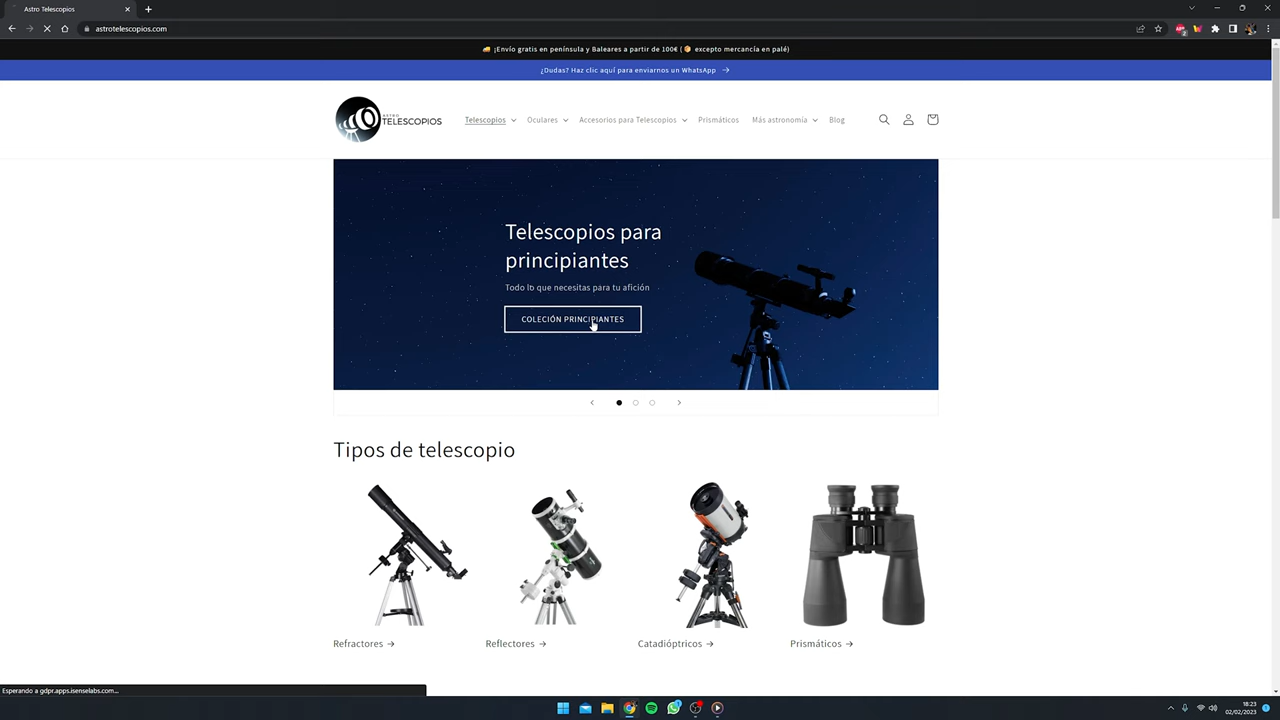 Astro Telescopios
astrotelescopios.com
🚚 ¡Envío gratis en península y Baleares a partir de 100€ ( 📦 excepto mercancía en palé)
¿Dudas? Haz clic aquí para enviarnos un WhatsApp →
ASTRO
TELESCOPIOS
Telescopios Oculares Accesorios para Telescopios Prismáticos Más astronomía Blog
Telescopios para
principiantes
Todo lo que necesitas para tu afición
COLECIÓN PRINCIPIANTES
Tipos de telescopio
Refractores → Reflectores → Catadióptricos → Prismáticos →
Esperando a gdpr.apps.isenselabs.com...
18:23
02/02/2023